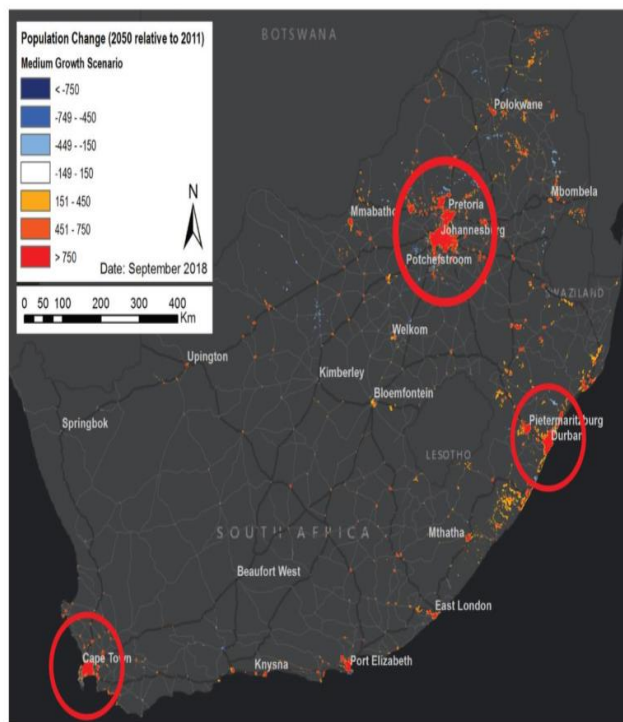 BOTSWANA
Population Change (2050 relative to 2011)
Medium Growth Scenario
< -750
-749 - -450
-449 - -150
-149 - 150
151 - 450
451 - 750
> 750
N
Date: September 2018
0 50 100 200 300 400
Km
Polokwane
Mbombela
Pretoria
Mmabatho
Johannesburg
Potchefstroom
SWAZILAND
Welkom
Upington
Kimberley
Bloemfontein
Springbok
Pietermaritzburg
Durban
LESOTHO
SOUTH AFRICA
Mthatha
Beaufort West
East London
Cape Town
Knysna
Port Elizabeth